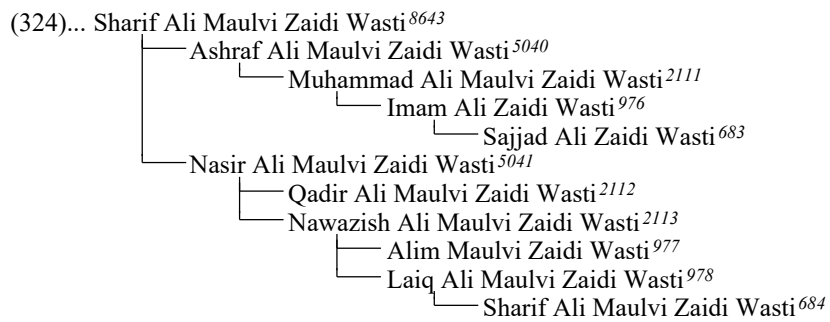 (324)... Sharif Ali Maulvi Zaidi Wasti 8643
Ashraf Ali Maulvi Zaidi Wasti 5040
Muhammad Ali Maulvi Zaidi Wasti 2111
Imam Ali Zaidi Wasti 976
Sajjad Ali Zaidi Wasti 683
Nasir Ali Maulvi Zaidi Wasti 5041
Qadir Ali Maulvi Zaidi Wasti 2112
Nawazish Ali Maulvi Zaidi Wasti 2113
Alim Maulvi Zaidi Wasti 977
Laiq Ali Maulvi Zaidi Wasti 978
Sharif Ali Maulvi Zaidi Wasti 684